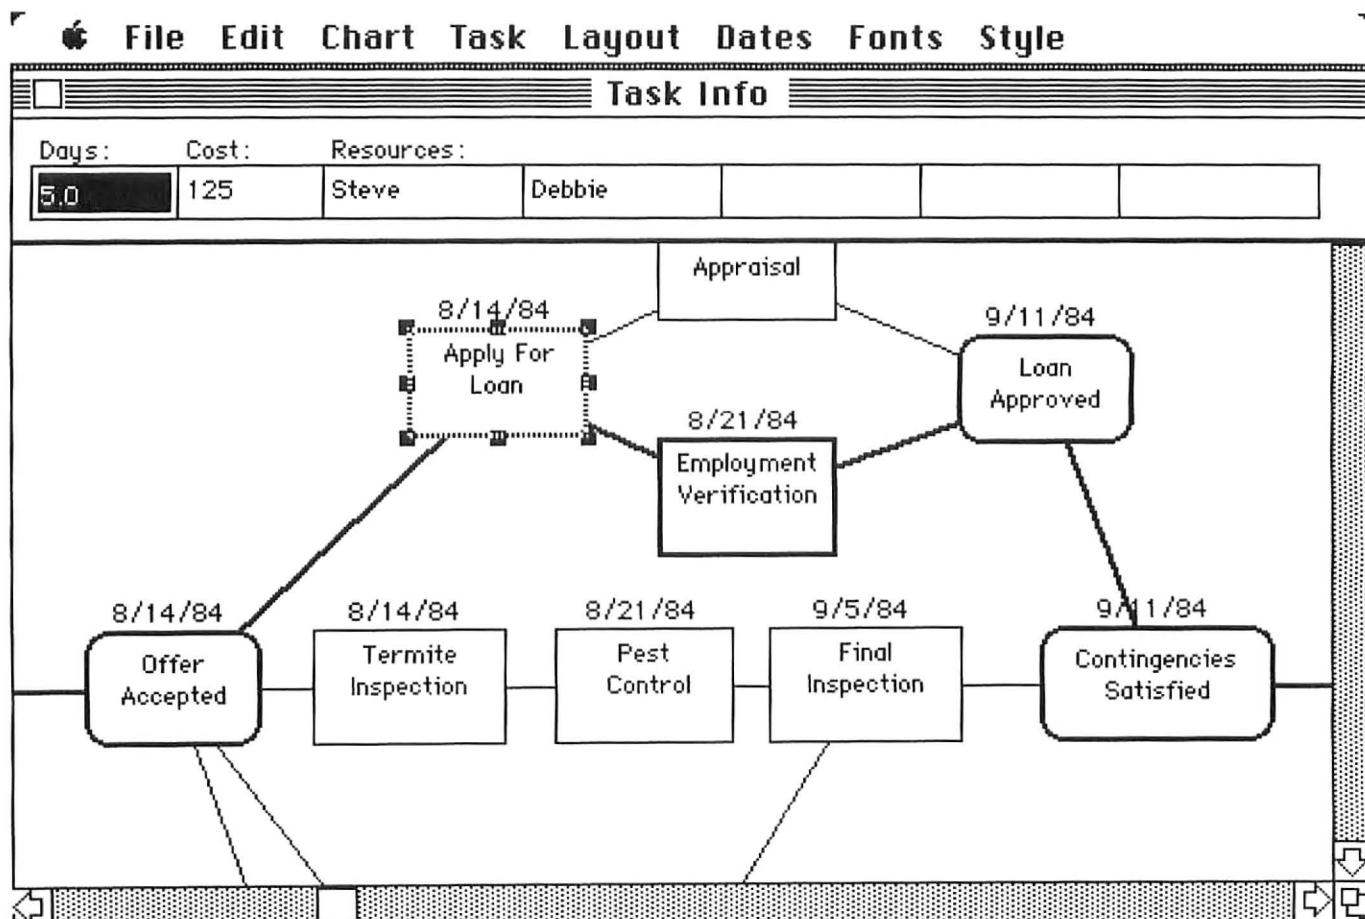 File Edit Chart Task Layout Dates Fonts Style
Task Info
Days: Cost: Resources:
5.0 125 Steve Debbie
Appraisal
8/14/84
Apply For
Loan
9/11/84
Loan
Approved
8/21/84
Employment
Verification
8/14/84
Offer
Accepted
8/14/84
Termite
Inspection
8/21/84
Pest
Control
9/5/84
Final
Inspection
9/11/84
Contingencies
Satisfied